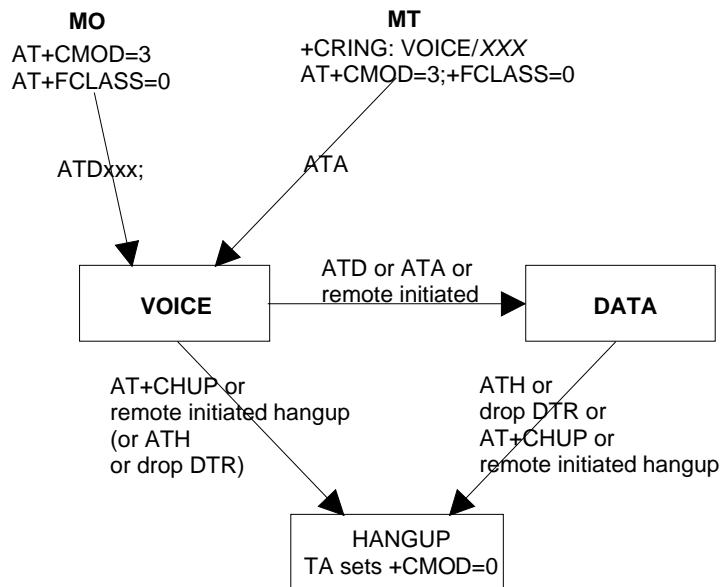 MO
AT+CMOD=3
AT+FCLASS=0
MT
+CRING: VOICE/XXX
AT+CMOD=3;+FCLASS=0
ATDxxx;
ATA
VOICE
ATD or ATA or
remote initiated
DATA
AT+CHUP or
remote initiated hangup
(or ATH
or drop DTR)
ATH or
drop DTR or
AT+CHUP or
remote initiated hangup
HANGUP
TA sets +CMOD=0